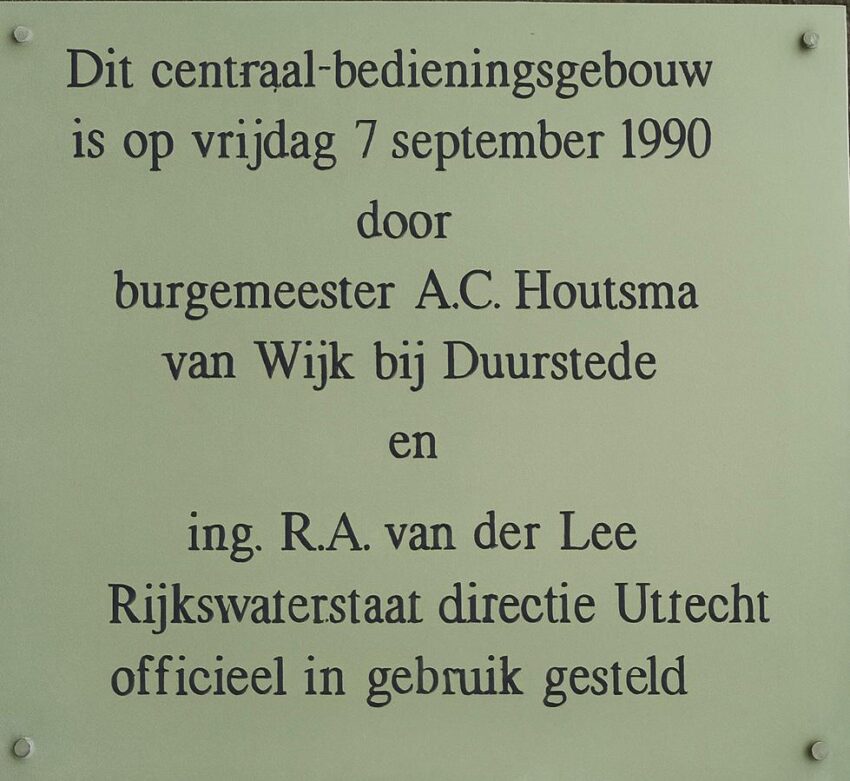 Dit centraal-bedieningsgebouw
is op vrijdag 7 september 1990
door
burgemeester A.C. Houtsma
van Wijk bij Duurstede
en
ing. R.A. van der Lee
Rijkswaterstaat directie Utrecht
officieel in gebruik gesteld